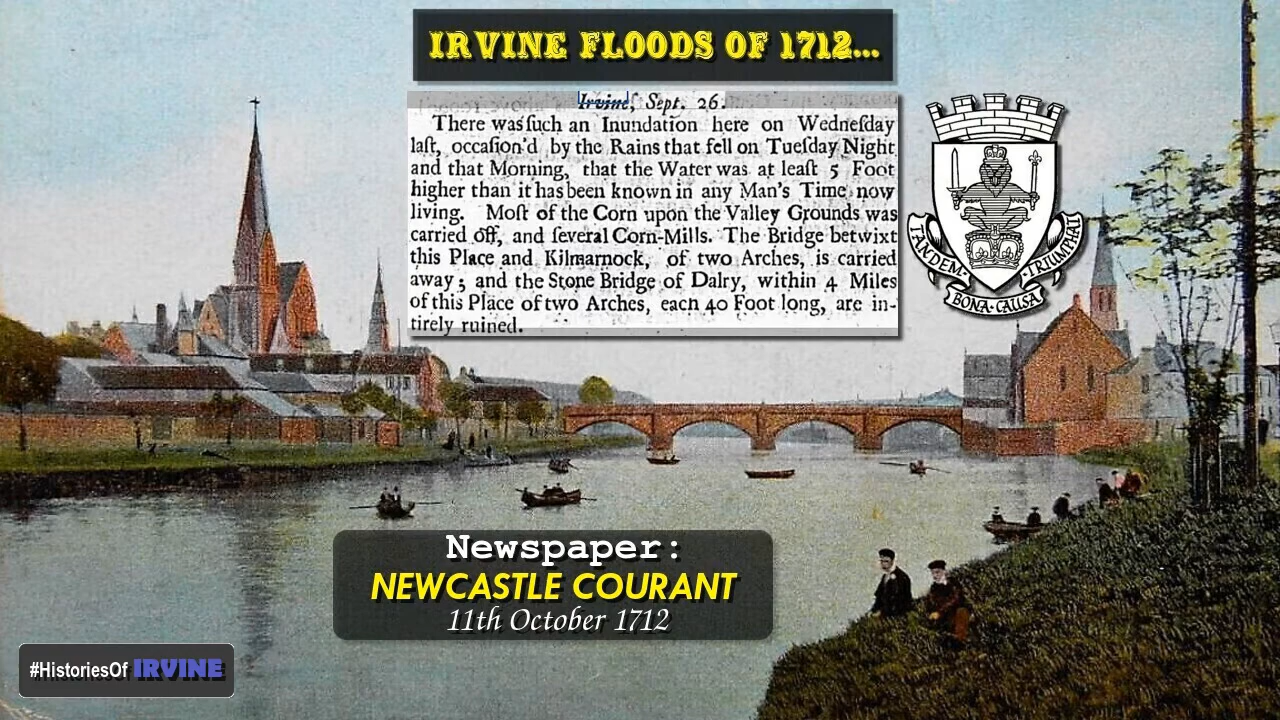 IRVINE FLOODS OF 1712...
Irvine, Sept. 26.
There was ſuch an Inundation here on Wedneſday
laſt, occaſion'd by the Rains that fell on Tueſday Night
and that Morning, that the Water was at leaſt 5 Foot
higher than it has been known in any Man's Time now
living. Moſt of the Corn upon the Valley Grounds was
carried off, and ſeveral Corn-Mills. The Bridge betwixt
this Place and Kilmarnock, of two Arches, is carried
away; and the Stone Bridge of Dalry, within 4 Miles
of this Place of two Arches, each 40 Foot long, are in-
tirely ruined.
TANDEM·BONA·CAUSA·TRIUMPHAT
Newspaper:
NEWCASTLE COURANT
11th October 1712
#HistoriesOf IRVINE